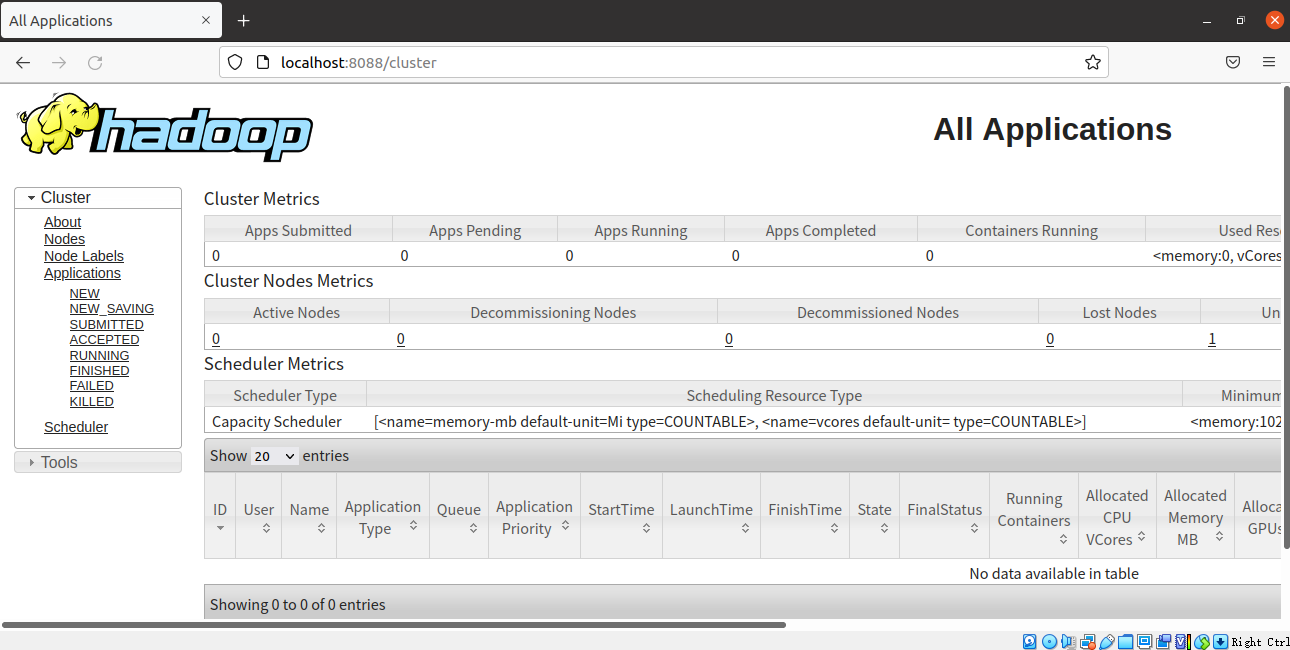 All Applications
localhost:8088/cluster
hadoop
All Applications
Cluster
About
Nodes
Node Labels
Applications
NEW
NEW_SAVING
SUBMITTED
ACCEPTED
RUNNING
FINISHED
FAILED
KILLED
Scheduler
Tools
Cluster Metrics
Apps Submitted Apps Pending Apps Running Apps Completed Containers Running Used Res
0 0 0 0 0 <memory:0, vCores
Cluster Nodes Metrics
Active Nodes Decommissioning Nodes Decommissioned Nodes Lost Nodes Un
0 0 0 0 1
Scheduler Metrics
Scheduler Type Scheduling Resource Type Minimum
Capacity Scheduler [<name=memory-mb default-unit=Mi type=COUNTABLE>, <name=vcores default-unit= type=COUNTABLE>] <memory:102
Show 20 entries
ID User Name Application Type Queue Application Priority StartTime LaunchTime FinishTime State FinalStatus Running Containers Allocated CPU VCores Allocated Memory MB Alloca GPUs
No data available in table
Showing 0 to 0 of 0 entries
Right Ctrl